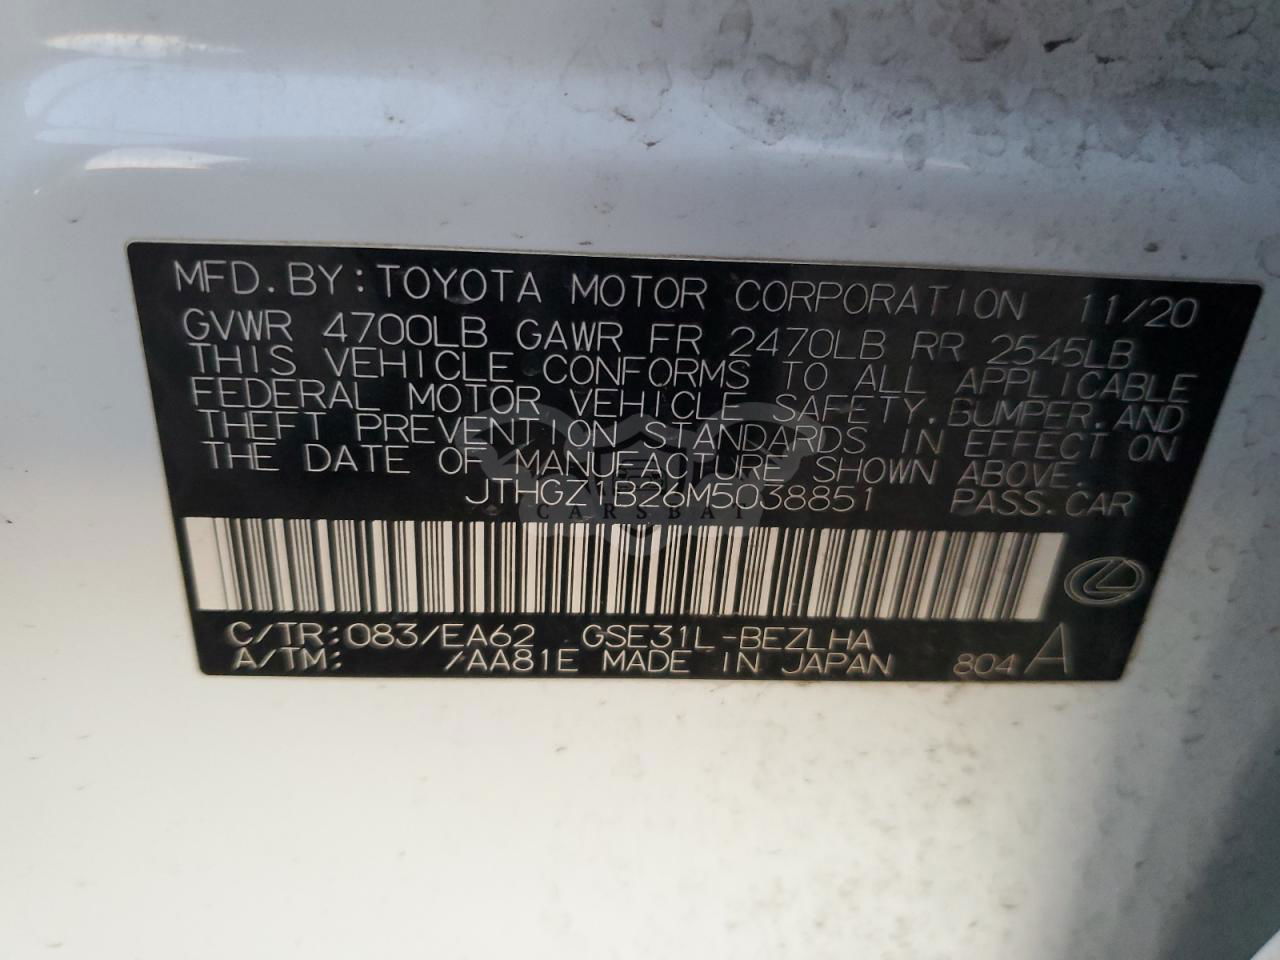 MFD. BY: TOYOTA MOTOR CORPORATION 11/20
GVWR 4700LB GAWR FR 2470LB RR 2545LB
THIS VEHICLE CONFORMS TO ALL APPLICABLE
FEDERAL MOTOR VEHICLE SAFETY, BUMPER, AND
THEFT PREVENTION STANDARDS IN EFFECT ON
THE DATE OF MANUFACTURE SHOWN ABOVE.
JTHGZ1B26M5038851 PASS. CAR
CARSBAT
C/TR: 083/EA62 GSE31L-BEZLHA
A/TM: /AA81E MADE IN JAPAN 804 A